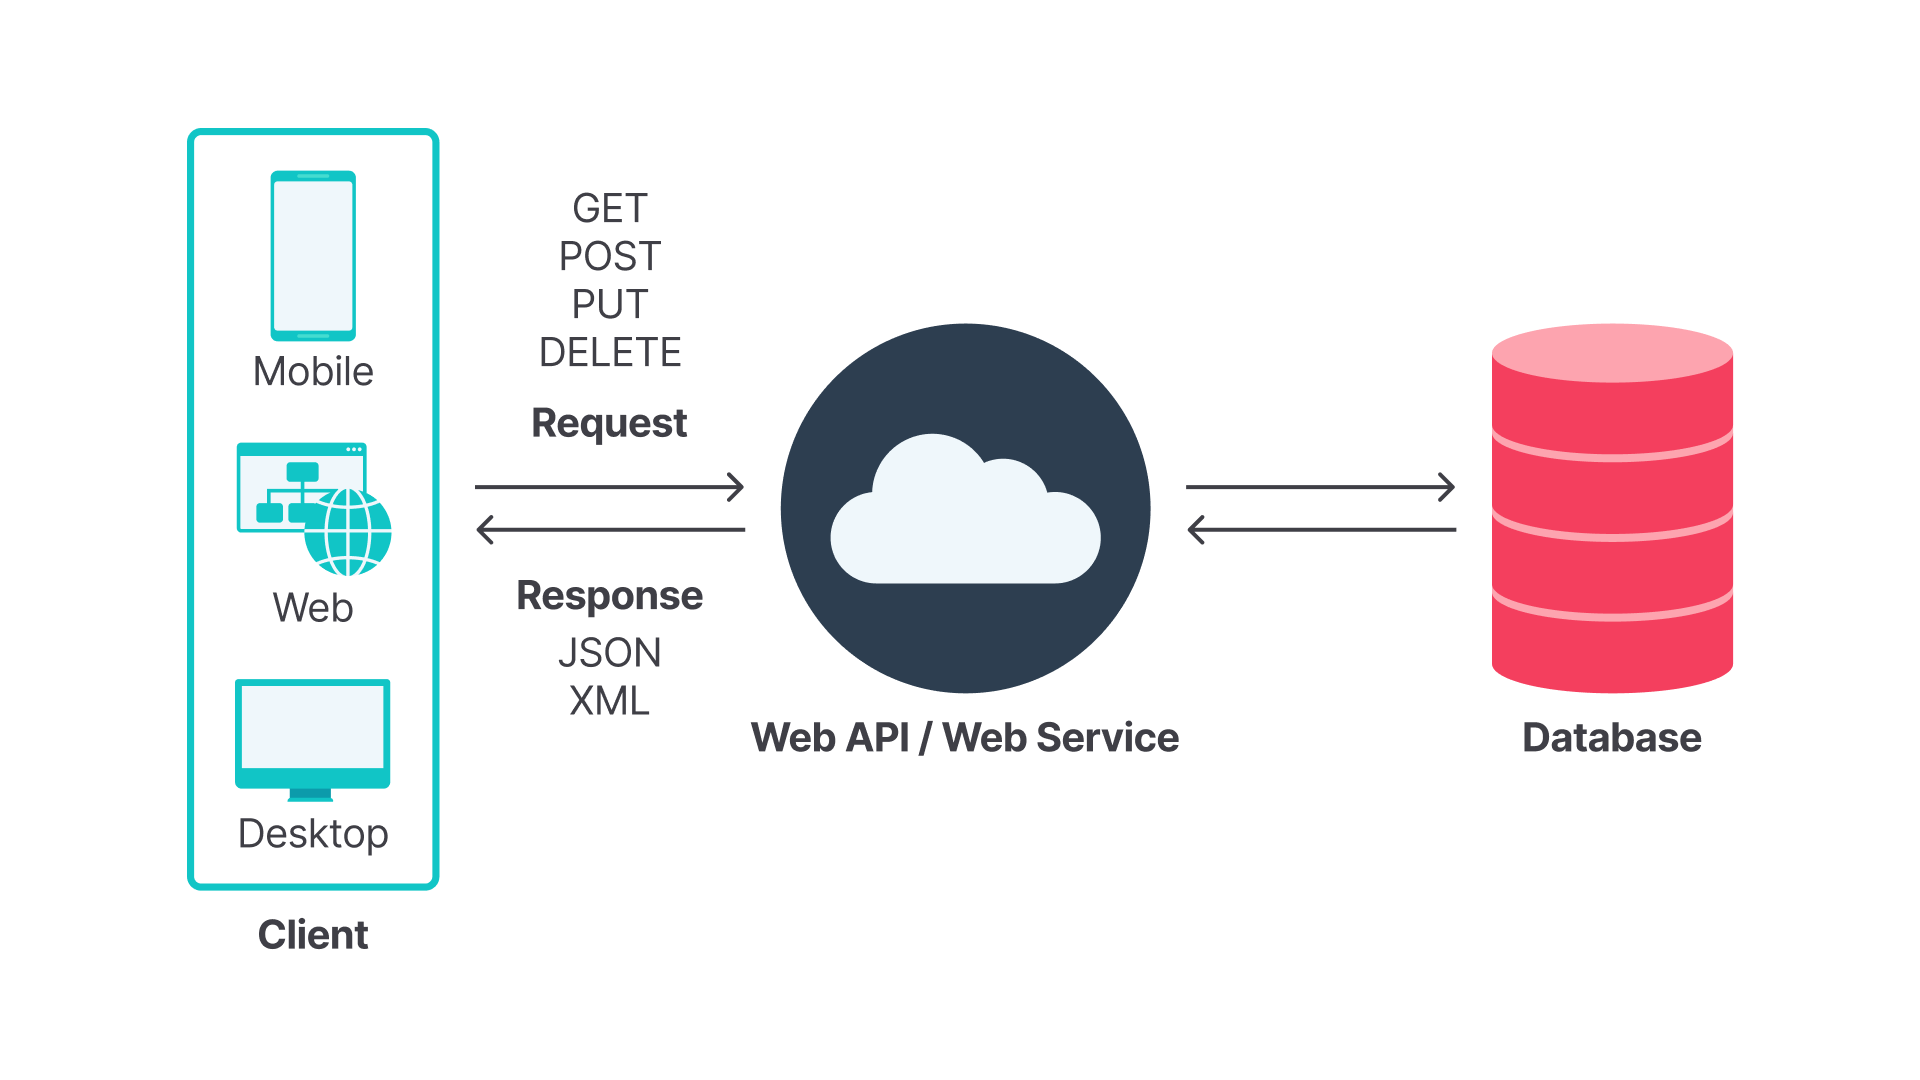 Mobile
Web
Desktop
Client
GET
POST
PUT
DELETE
Request
Response
JSON
XML
Web API / Web Service
Database